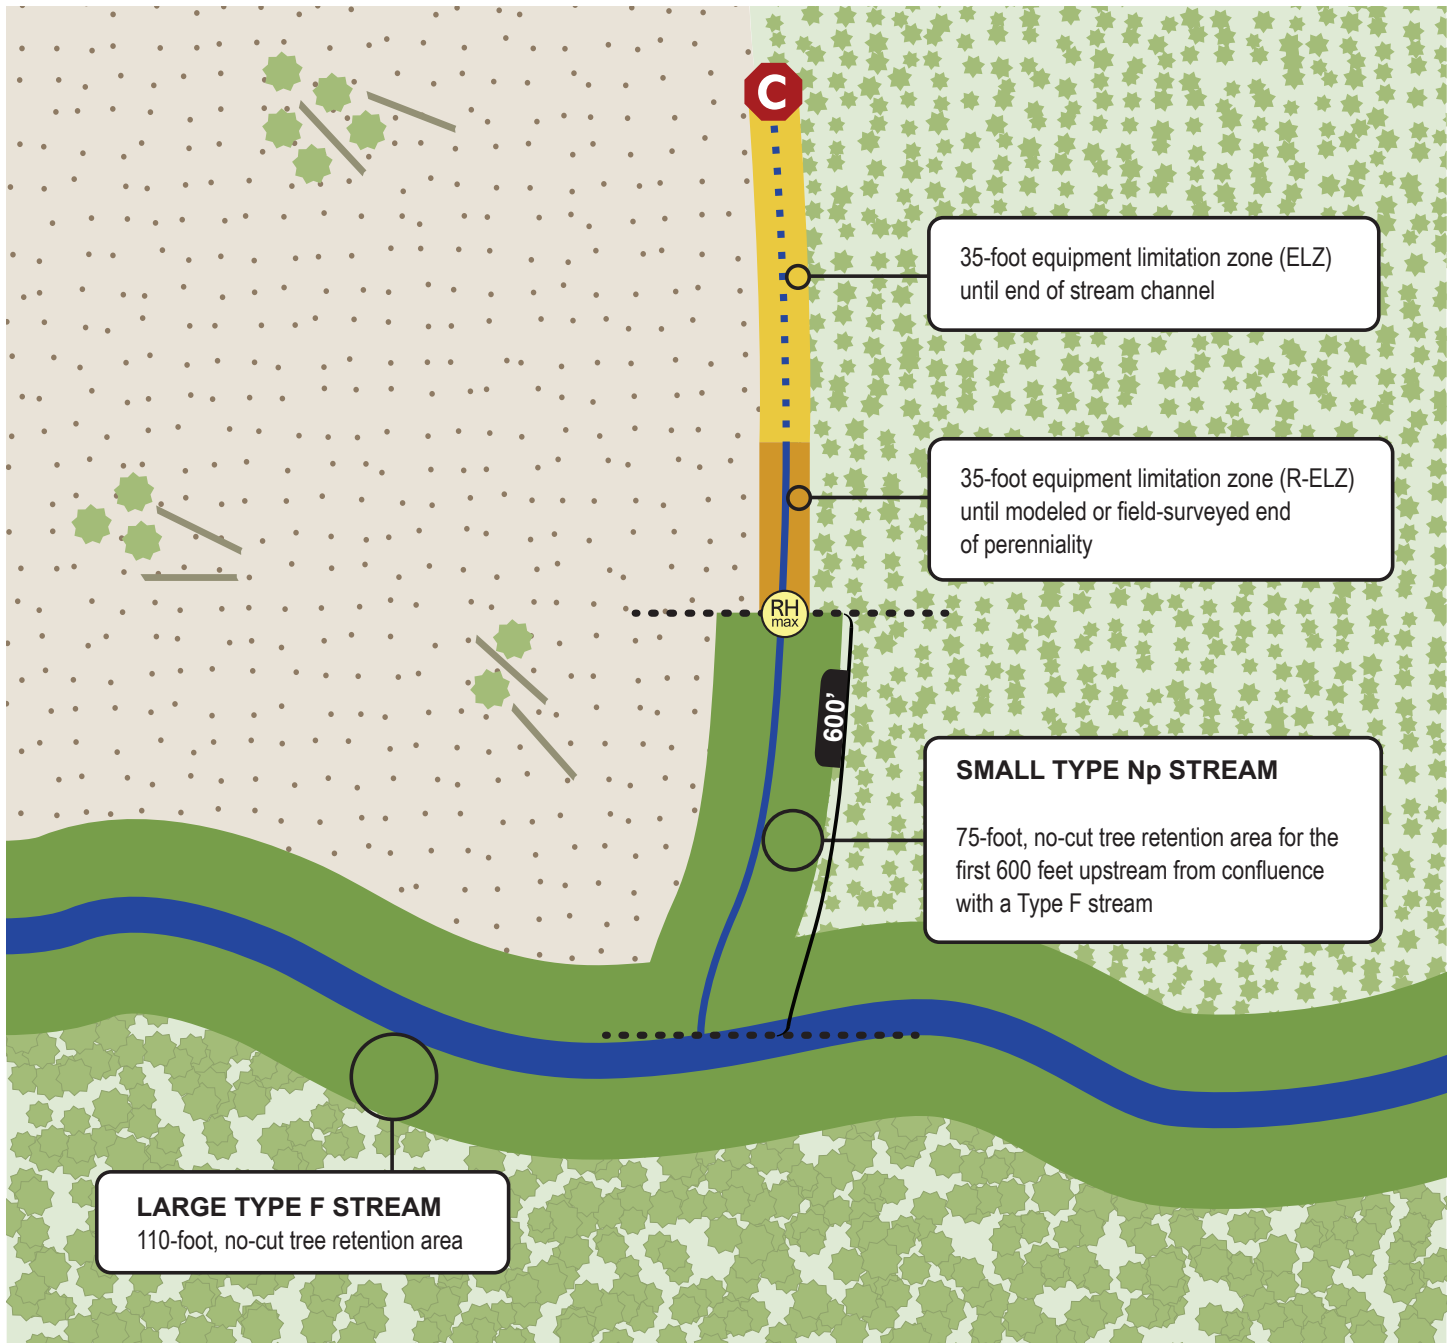 C
35-foot equipment limitation zone (ELZ)
until end of stream channel
35-foot equipment limitation zone (R-ELZ)
until modeled or field-surveyed end
of perenniality
RH
max
600’
SMALL TYPE Np STREAM
75-foot, no-cut tree retention area for the
first 600 feet upstream from confluence
with a Type F stream
LARGE TYPE F STREAM
110-foot, no-cut tree retention area